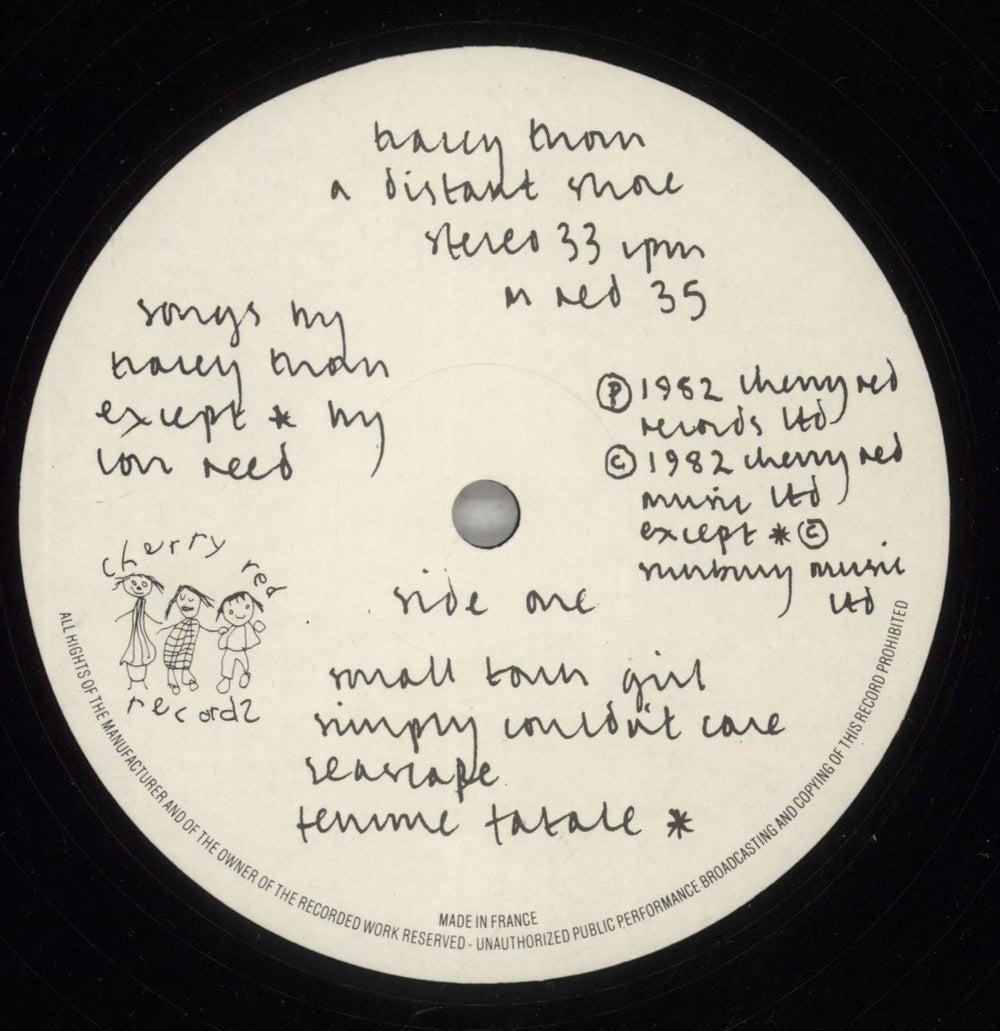 tracey thorn
a distant shore
stereo 33 rpm
m red 35
songs by
tracey thorn
except * by
lou reed
Ⓟ 1982 cherry red
records ltd
© 1982 cherry red
music ltd
except * ©
sunbury music
ltd
cherry red
records
side one
small town girl
simply couldn't care
seascape
femme fatale *
MADE IN FRANCE
ALL RIGHTS OF THE MANUFACTURER AND OF THE OWNER OF THE RECORDED WORK RESERVED - UNAUTHORIZED PUBLIC PERFORMANCE BROADCASTING AND COPYING OF THIS RECORD PROHIBITED